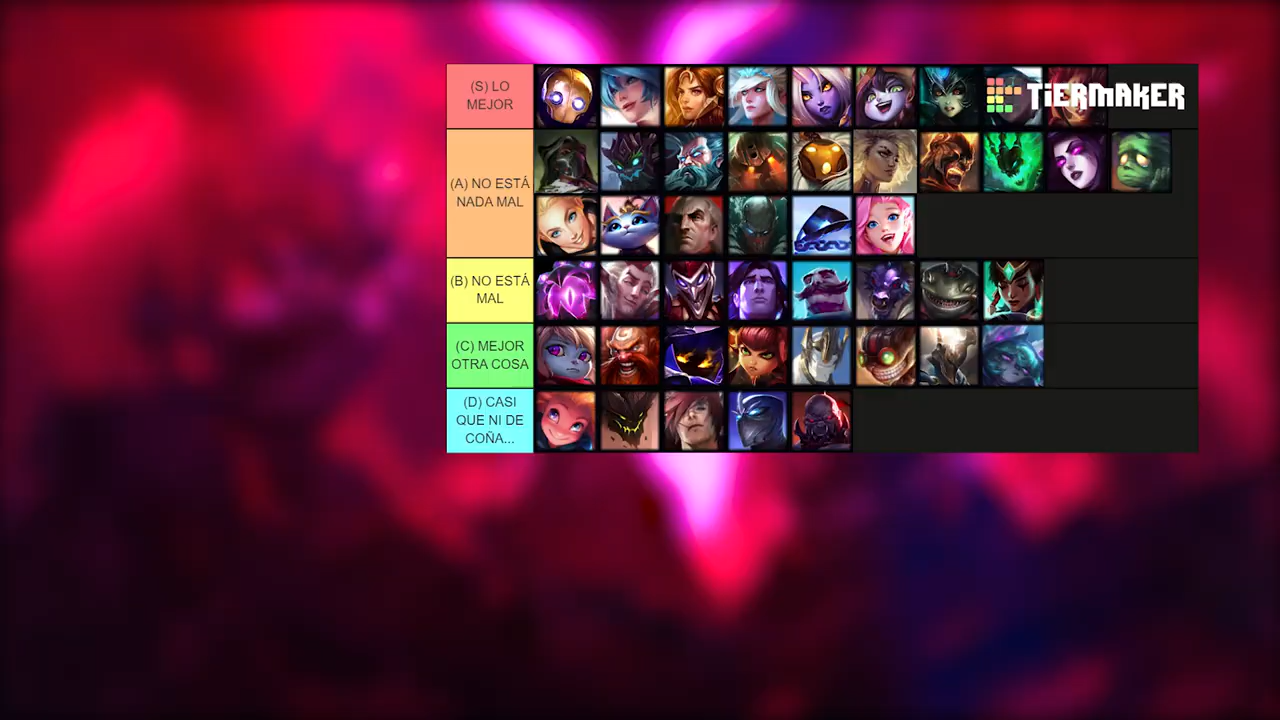 (S) LO
MEJOR
TiERMAKER
(A) NO ESTÁ
NADA MAL
(B) NO ESTÁ
MAL
(C) MEJOR
OTRA COSA
(D) CASI
QUE NI DE
COÑA...